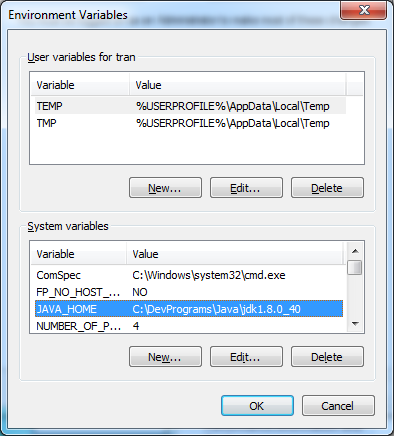 Environment Variables
User variables for tran
Variable Value
TEMP %USERPROFILE%\AppData\Local\Temp
TMP %USERPROFILE%\AppData\Local\Temp
New... Edit... Delete
System variables
Variable Value
ComSpec C:\Windows\system32\cmd.exe
FP_NO_HOST_... NO
JAVA_HOME C:\DevPrograms\Java\jdk1.8.0_40
NUMBER_OF_P... 4
New... Edit... Delete
OK Cancel